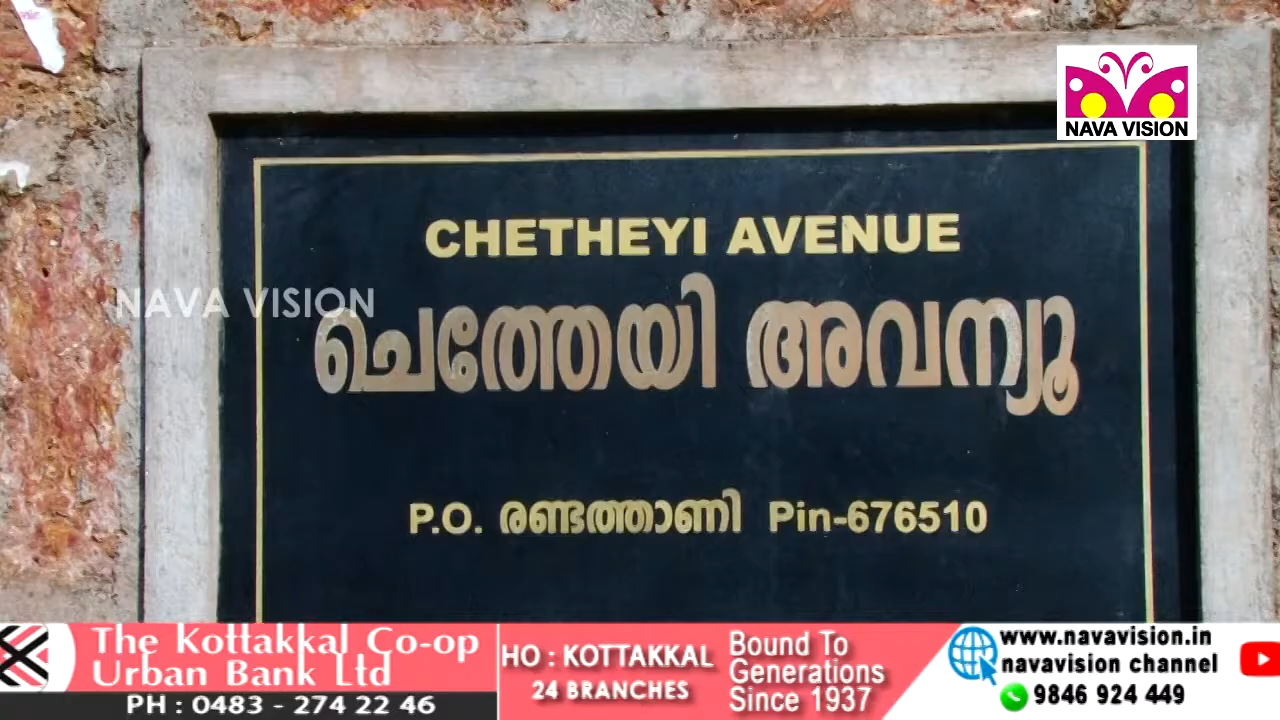 NAVA VISION
CHETHEYI AVENUE
NAVA VISION
ചെത്തേയി അവന്യൂ
P.O. രണ്ടത്താണി Pin-676510
The Kottakkal Co-op
Urban Bank Ltd
PH : 0483 - 274 22 46
HO : KOTTAKKAL
24 BRANCHES
Bound To
Generations
Since 1937
www.navavision.in
navavision channel
9846 924 449